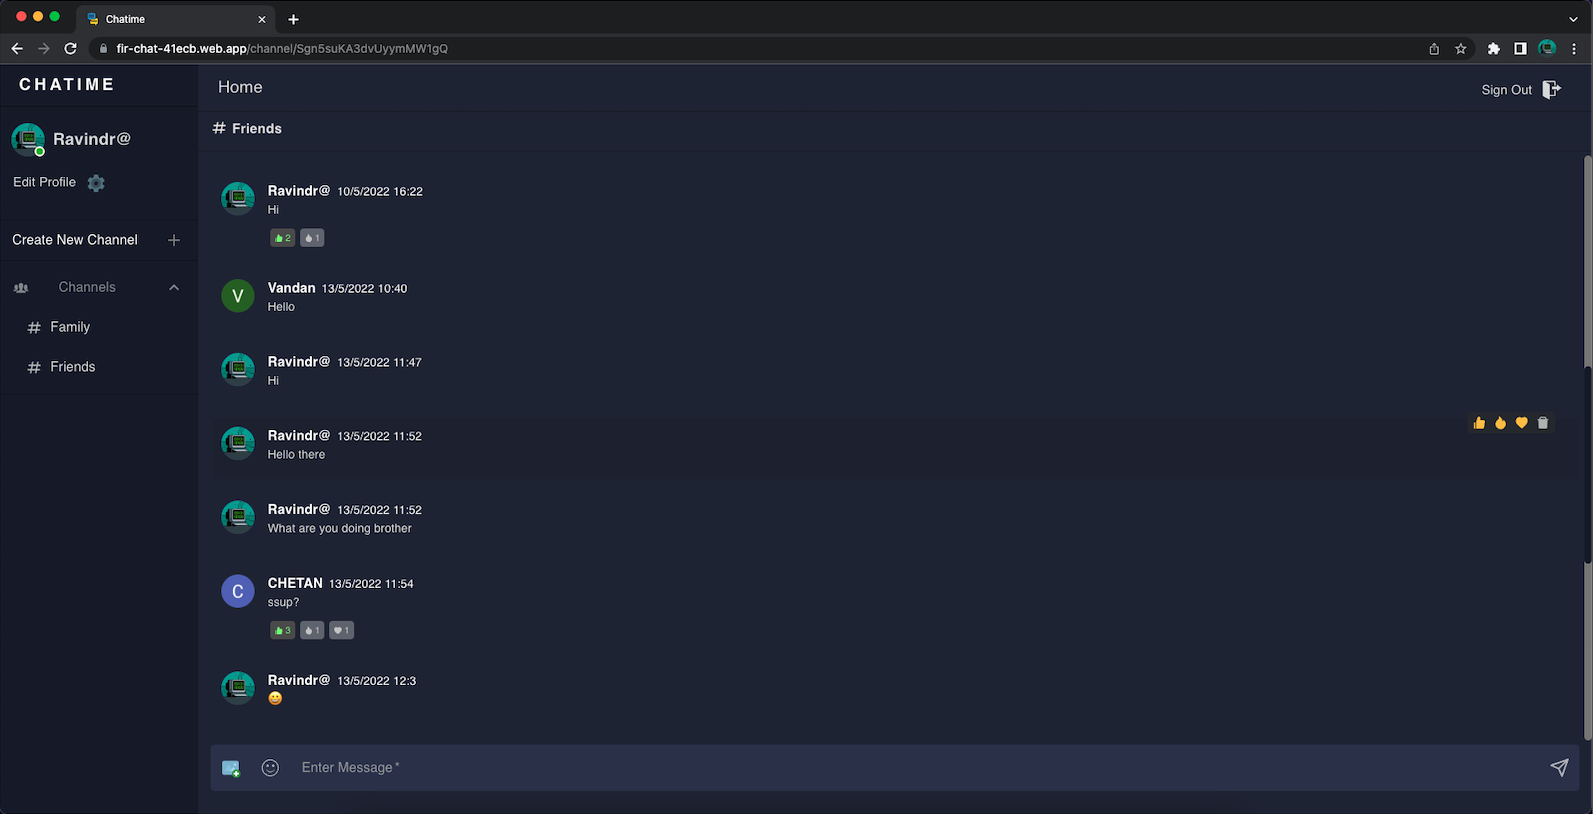 Chatime
fir-chat-41ecb.web.app/channel/Sgn5suKA3dvUyymMW1gQ
CHATIME
Home
Sign Out
Ravindr@
Edit Profile
Create New Channel
Channels
# Family
# Friends
# Friends
Ravindr@ 10/5/2022 16:22
Hi
2 1
V
Vandan 13/5/2022 10:40
Hello
Ravindr@ 13/5/2022 11:47
Hi
Ravindr@ 13/5/2022 11:52
Hello there
Ravindr@ 13/5/2022 11:52
What are you doing brother
C
CHETAN 13/5/2022 11:54
ssup?
3 1 1
Ravindr@ 13/5/2022 12:3
Enter Message *